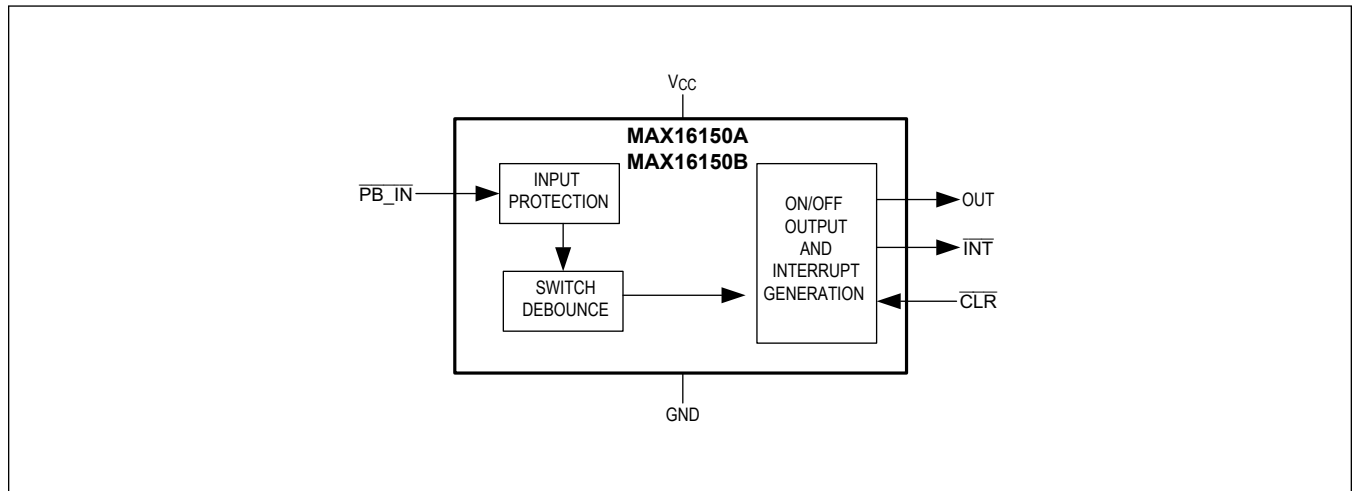 VCC
MAX16150A
MAX16150B
PB_IN
INPUT
PROTECTION
SWITCH
DEBOUNCE
ON/OFF
OUTPUT
AND
INTERRUPT
GENERATION
OUT
INT
CLR
GND